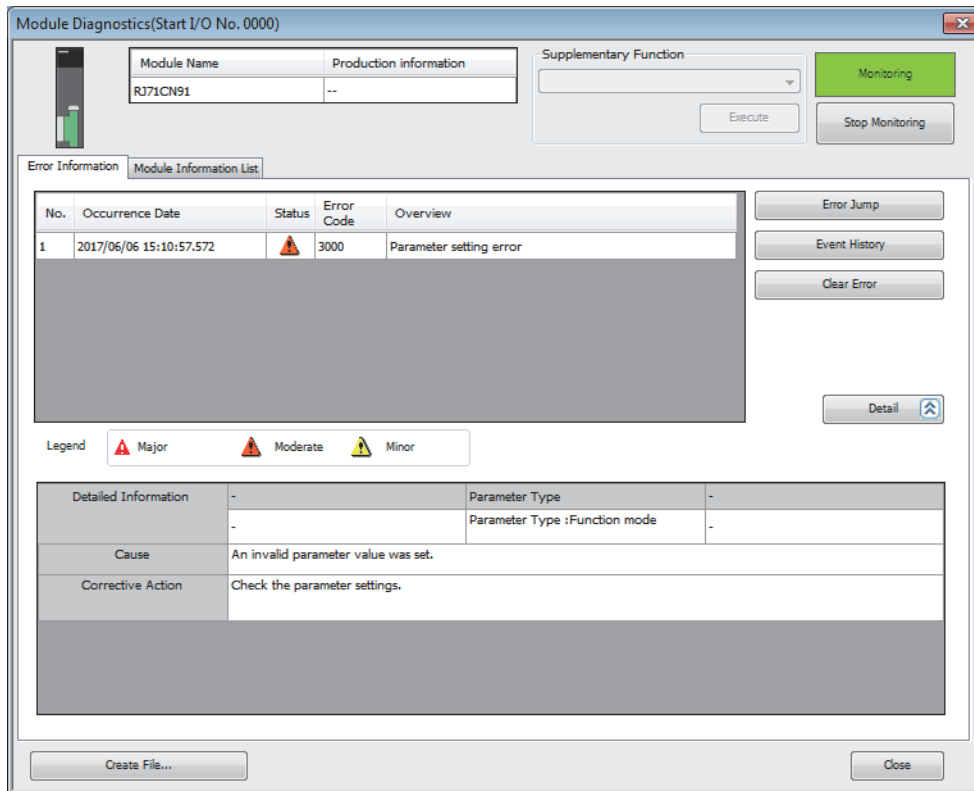 Module Diagnostics(Start I/O No. 0000)
Module Name Production information
RJ71CN91 --
Supplementary Function
Execute
Monitoring
Stop Monitoring
Error Information Module Information List
No. Occurrence Date Status Error Code Overview
1 2017/06/06 15:10:57.572 3000 Parameter setting error
Error Jump
Event History
Clear Error
Detail
Legend Major Moderate Minor
Detailed Information - Parameter Type -
- Parameter Type :Function mode -
Cause An invalid parameter value was set.
Corrective Action Check the parameter settings.
Create File... Close